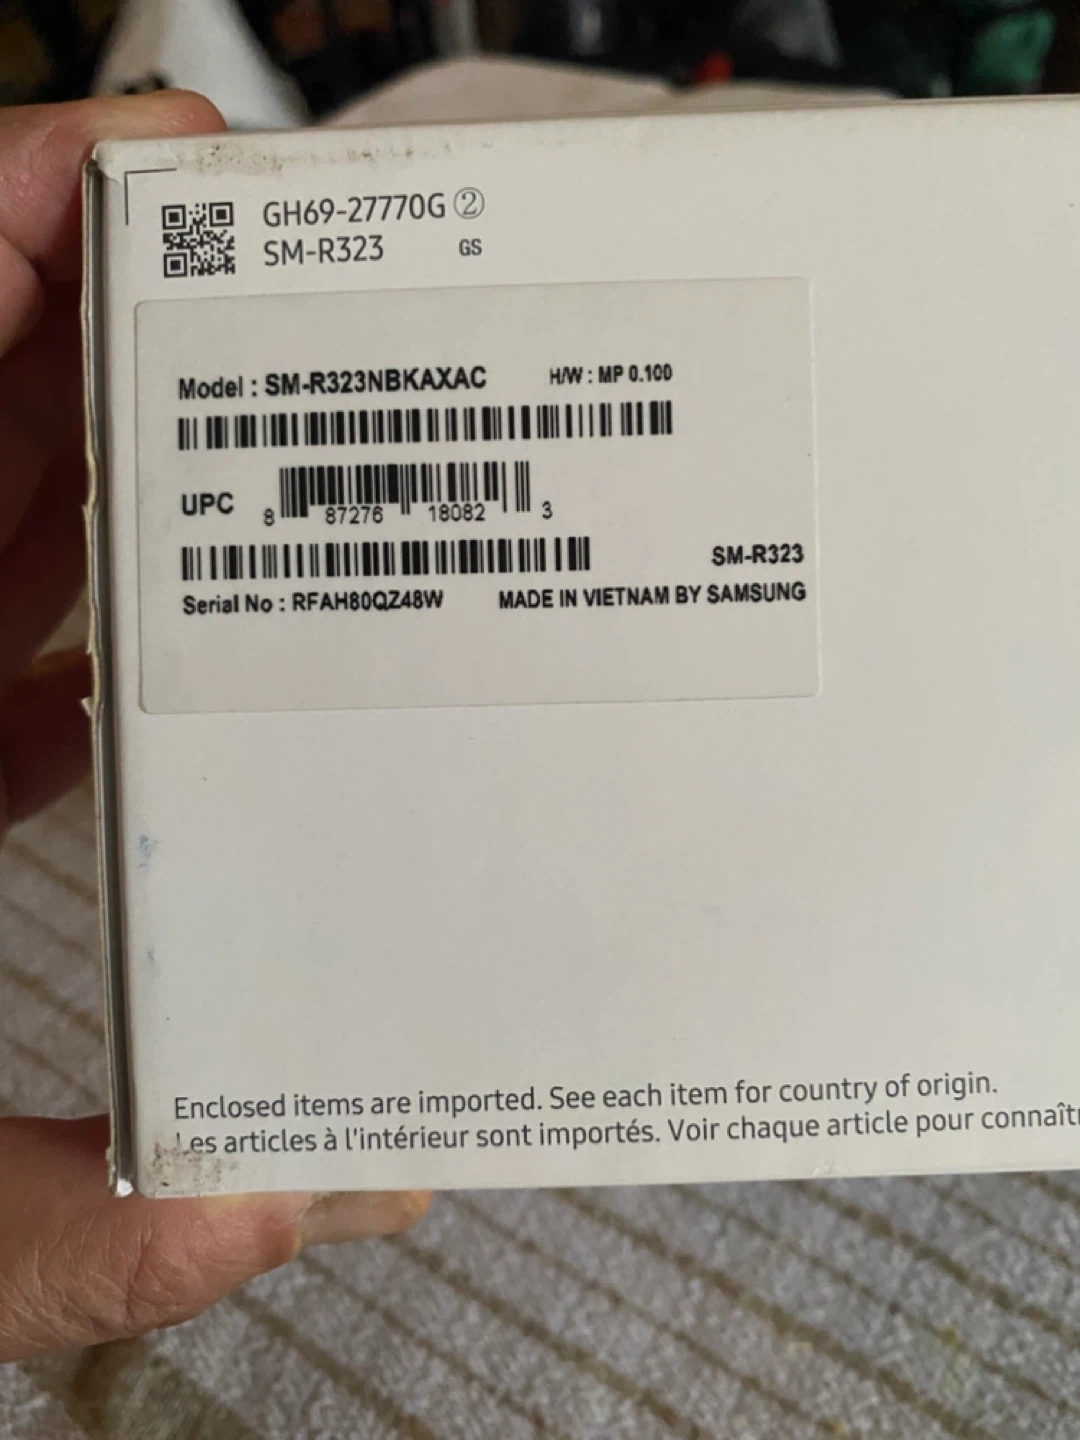 GH69-27770G ②
SM-R323 GS
Model : SM-R323NBKAXAC H/W : MP 0.100
UPC 8 87276 18082 3
SM-R323
Serial No : RFAH80QZ48W MADE IN VIETNAM BY SAMSUNG
Enclosed items are imported. See each item for country of origin.
Les articles à l'intérieur sont importés. Voir chaque article pour